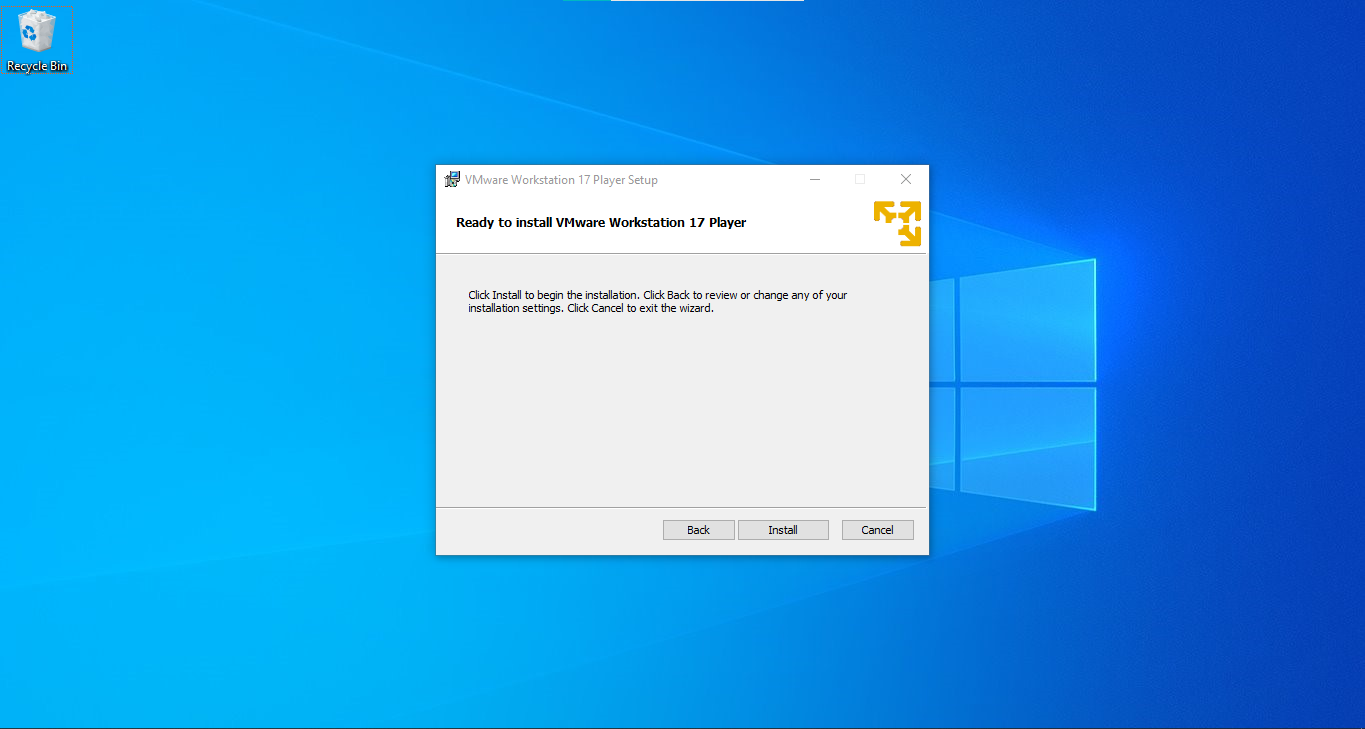 Recycle Bin
VMware Workstation 17 Player Setup
Ready to install VMware Workstation 17 Player
Click Install to begin the installation. Click Back to review or change any of your
installation settings. Click Cancel to exit the wizard.
Back
Install
Cancel